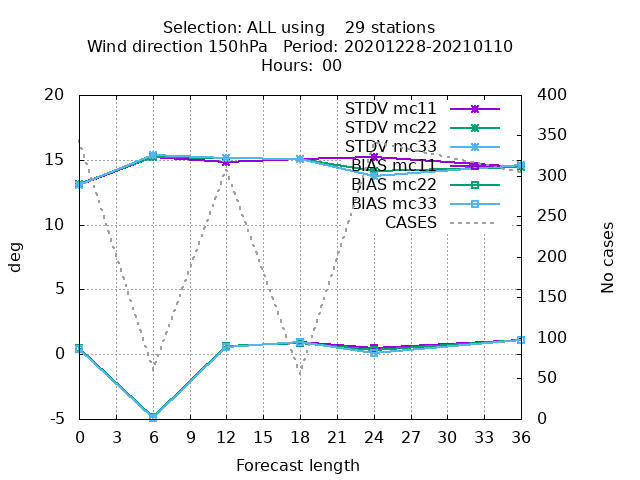 Selection: ALL using 29 stations
Wind direction 150hPa Period: 20201228-20210110
Hours: 00
20
15
10
5
0
-5
deg
400
350
300
250
200
150
100
50
0
No cases
STDV mc11
STDV mc22
STDV mc33
BIAS mc11
BIAS mc22
BIAS mc33
CASES
0 3 6 9 12 15 18 21 24 27 30 33 36
Forecast length